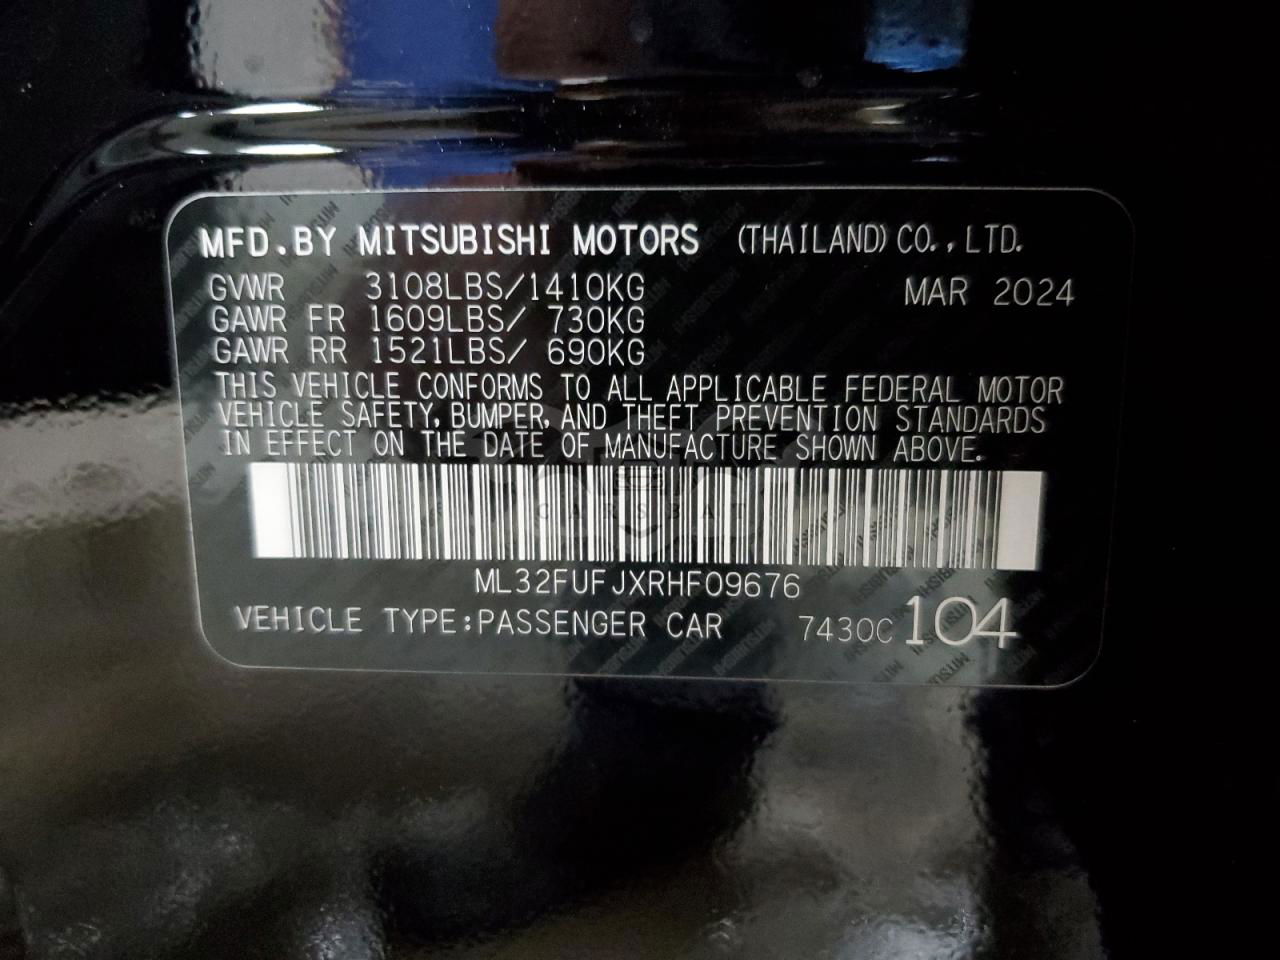 MFD.BY MITSUBISHI MOTORS (THAILAND) CO.,LTD.
GVWR 3108LBS/1410KG MAR 2024
GAWR FR 1609LBS/ 730KG
GAWR RR 1521LBS/ 690KG
THIS VEHICLE CONFORMS TO ALL APPLICABLE FEDERAL MOTOR
VEHICLE SAFETY, BUMPER, AND THEFT PREVENTION STANDARDS
IN EFFECT ON THE DATE OF MANUFACTURE SHOWN ABOVE.
ML32FUFJXRHF09676
VEHICLE TYPE:PASSENGER CAR 7430C 104